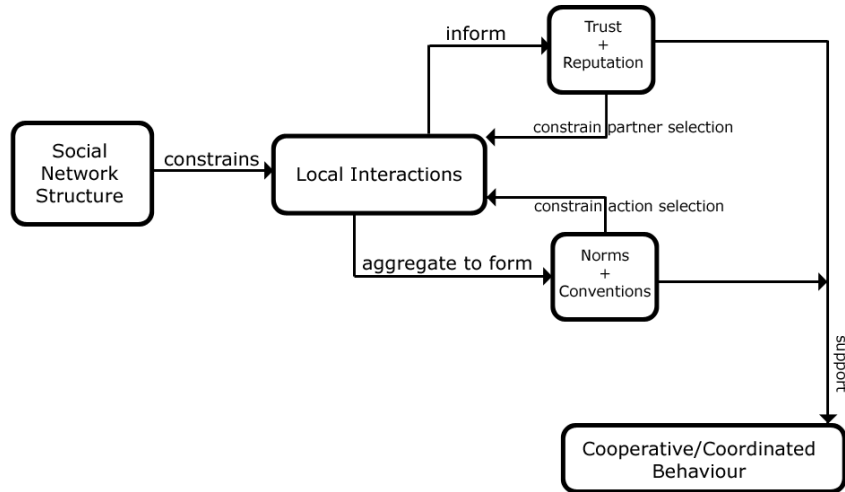 inform
Trust
+
Reputation
constrain partner selection
Social
Network
Structure
constrains
Local Interactions
constrain action selection
aggregate to form
Norms
+
Conventions
support
Cooperative/Coordinated
Behaviour